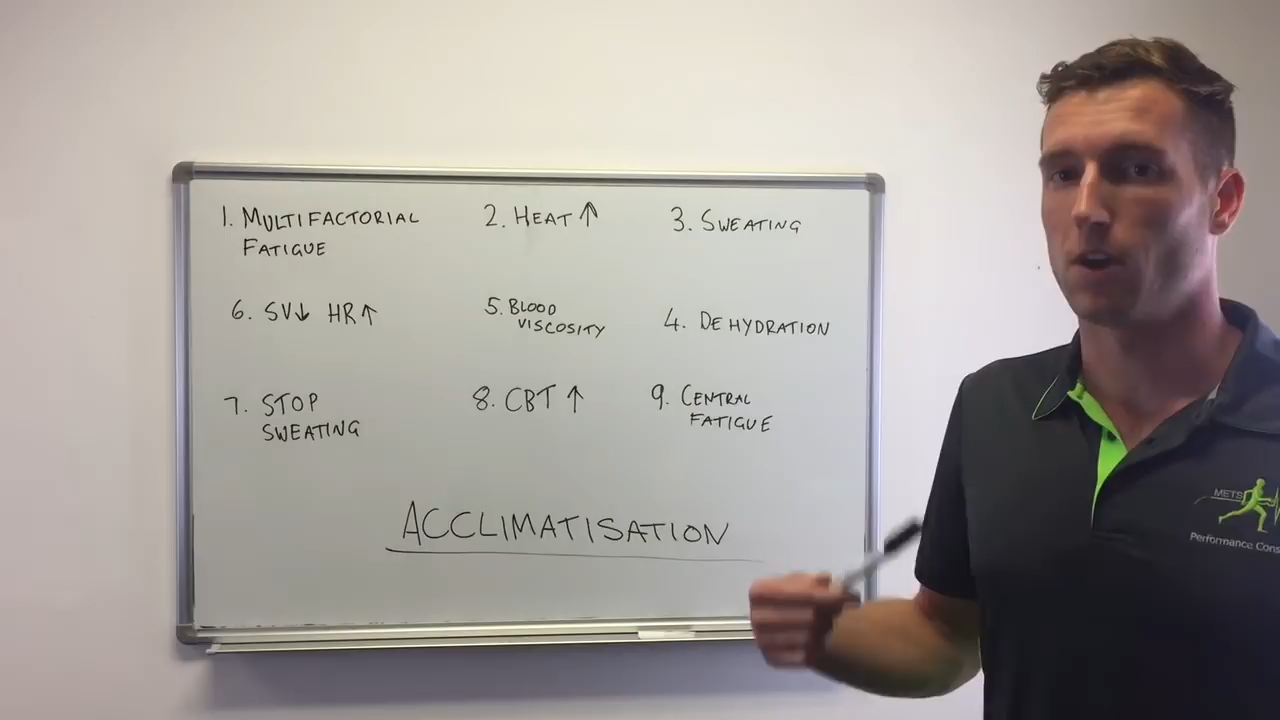 1. MULTIFACTORIAL
FATIGUE
2. HEAT ↑
3. SWEATING
6. SV↓ HR↑
5. BLOOD
VISCOSITY
4. DEHYDRATION
7. STOP
SWEATING
8. CBT ↑
9. CENTRAL
FATIGUE
ACCLIMATISATION
METS
Performance Cons